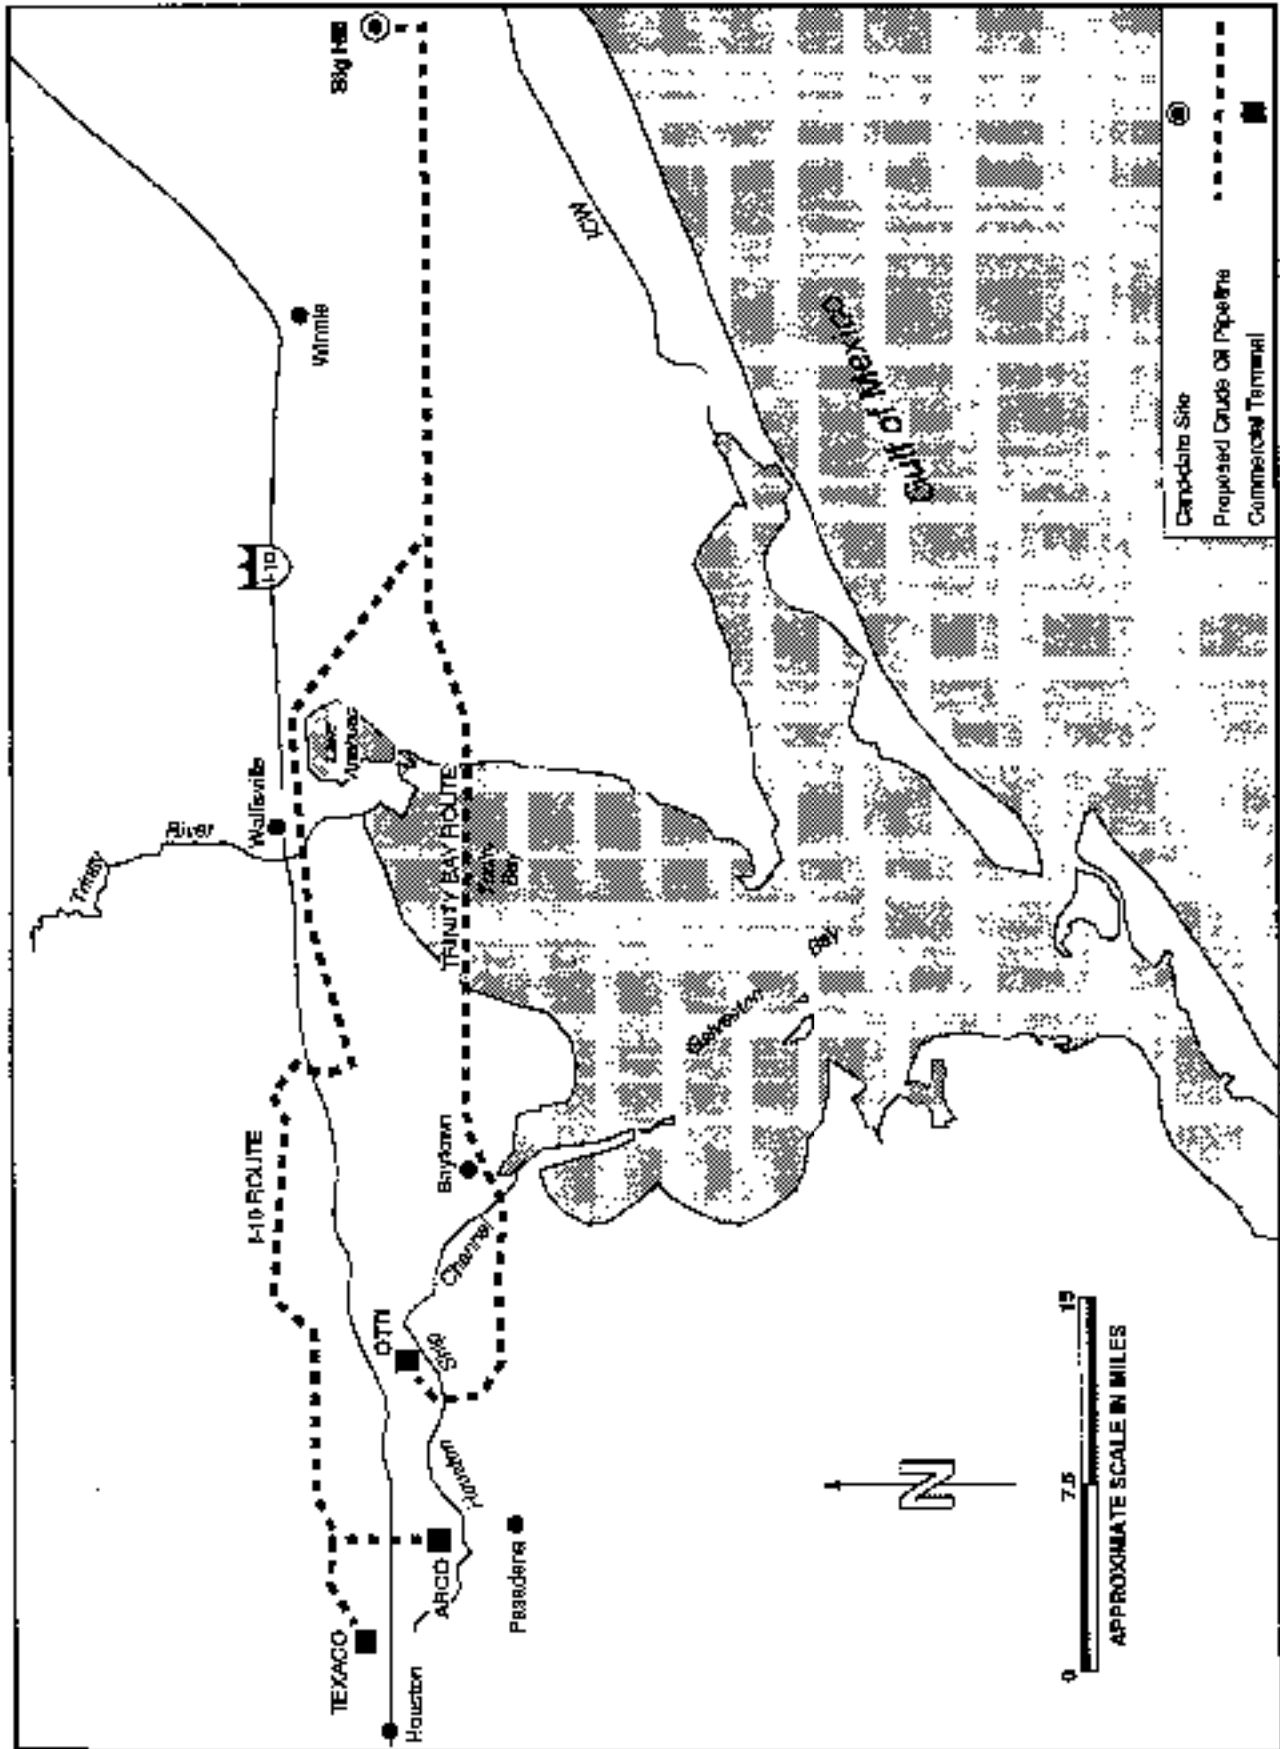 Big Hill
Winnie
I-10
ICW
Trinity
River
Wallisville
Lake
Anahuac
TRINITY BAY ROUTE
Trinity
Bay
Gulf of Mexico
Galveston
Bay
I-10 ROUTE
Baytown
OTTI
Houston
Ship
Channel
TEXACO
ARCO
Pasadena
Houston
N
0 7.5 15
APPROXIMATE SCALE IN MILES
Candidate Site
Proposed Crude Oil Pipeline
Commercial Terminal